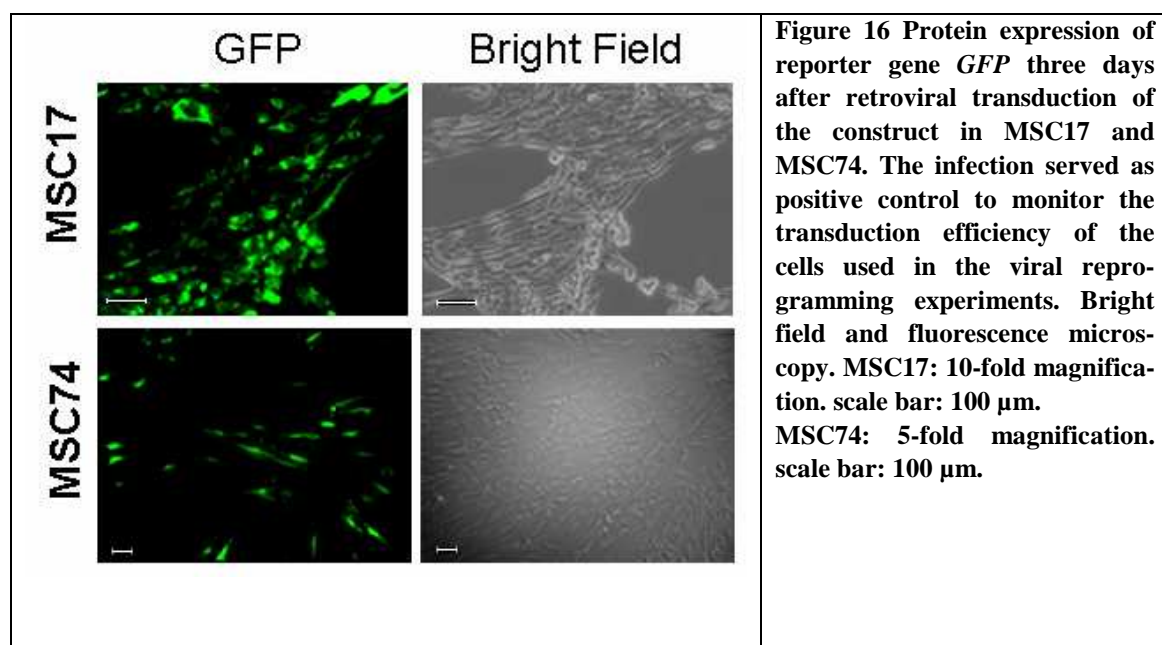 GFP
Bright Field
MSC17
MSC74
Figure 16 Protein expression of
reporter gene GFP three days
after retroviral transduction of
the construct in MSC17 and
MSC74. The infection served as
positive control to monitor the
transduction efficiency of the
cells used in the viral repro-
gramming experiments. Bright
field and fluorescence micros-
copy. MSC17: 10-fold magnifica-
tion. scale bar: 100 µm.
MSC74: 5-fold magnification.
scale bar: 100 µm.